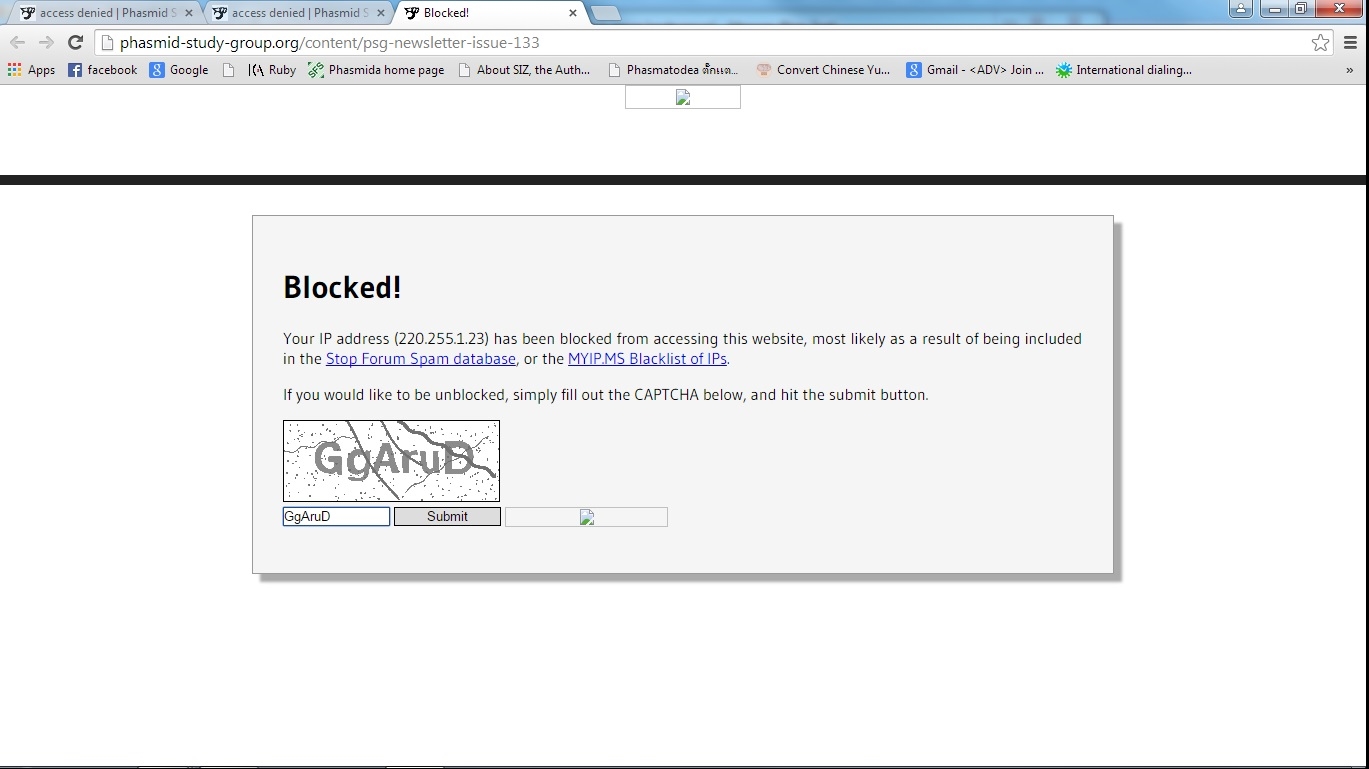 access denied | Phasmid S
access denied | Phasmid S
Blocked!
phasmid-study-group.org/content/psg-newsletter-issue-133
Apps facebook Google Ruby Phasmida home page About SIZ, the Auth... Phasmatodea ตั๊กแต... Convert Chinese Yu... Gmail - <ADV> Join ... International dialing... »
Blocked!
Your IP address (220.255.1.23) has been blocked from accessing this website, most likely as a result of being included
in the Stop Forum Spam database, or the MYIP.MS Blacklist of IPs.
If you would like to be unblocked, simply fill out the CAPTCHA below, and hit the submit button.
GgAruD
GgAruD Submit